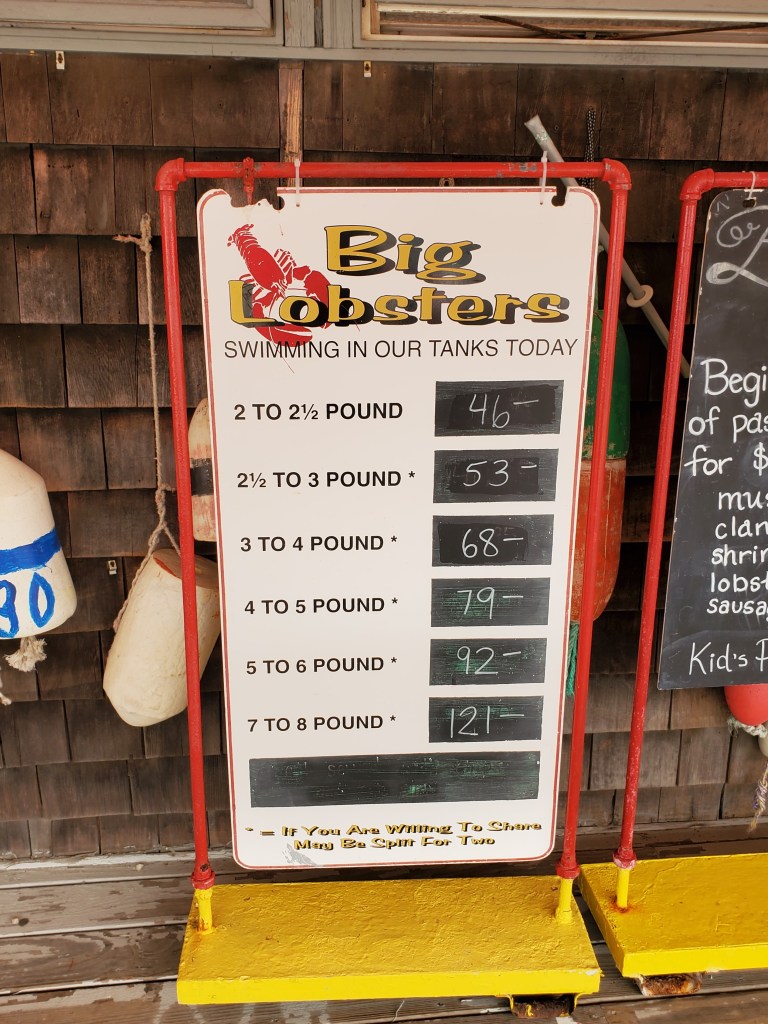 Big
Lobsters
SWIMMING IN OUR TANKS TODAY
2 TO 2½ POUND 46-
2½ TO 3 POUND * 53-
3 TO 4 POUND * 68-
4 TO 5 POUND * 79-
5 TO 6 POUND * 92-
7 TO 8 POUND * 121-
* = If You Are Willing To Share
May Be Split For Two
Begi
of pas
for $
mus
clam
shrim
lobst
sausag
Kid's P